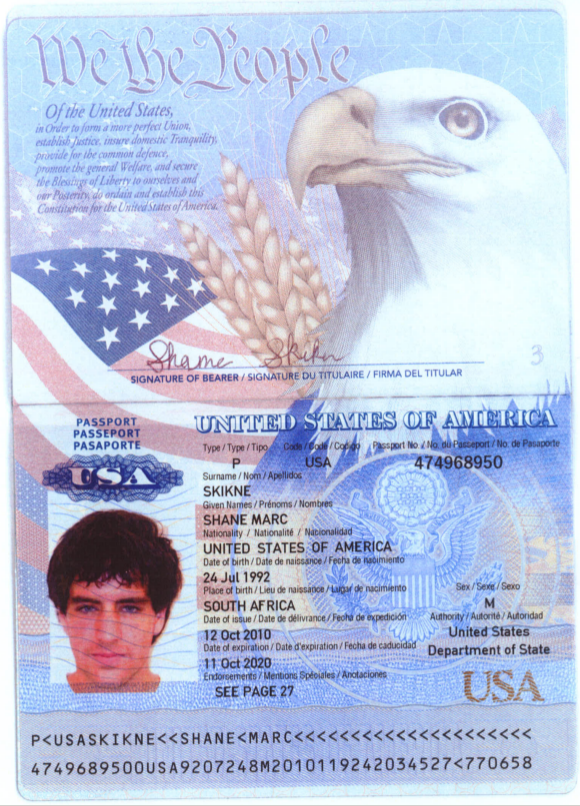 We the People
Of the United States,
in Order to form a more perfect Union,
establish Justice, insure domestic Tranquility,
provide for the common defence,
promote the general Welfare, and secure
the Blessings of Liberty to ourselves and
our Posterity, do ordain and establish this
Constitution for the United States of America.
Shane Skikne
3
SIGNATURE OF BEARER / SIGNATURE DU TITULAIRE / FIRMA DEL TITULAR
PASSPORT
PASSEPORT
PASAPORTE
USA
UNITED STATES OF AMERICA
Type / Type / Tipo Code / Code / Codigo Passport No. / No. du Passeport / No. de Pasaporte
P USA 474968950
Surname / Nom / Apellidos
SKIKNE
Given Names / Prénoms / Nombres
SHANE MARC
Nationality / Nationalité / Nacionalidad
UNITED STATES OF AMERICA
Date of birth / Date de naissance / Fecha de nacimiento
24 Jul 1992
Place of birth / Lieu de naissance / Lugar de nacimiento Sex / Sexe / Sexo
SOUTH AFRICA M
Date of issue / Date de délivrance / Fecha de expedición Authority / Autorité / Autoridad
12 Oct 2010 United States
Date of expiration / Date d'expiration / Fecha de caducidad Department of State
11 Oct 2020
Endorsements / Mentions Spéciales / Anotaciones
SEE PAGE 27
USA
P<USASKIKNE<<SHANE<MARC<<<<<<<<<<<<<<<<<<<<<
4749689500USA9207248M2010119242034527<770658